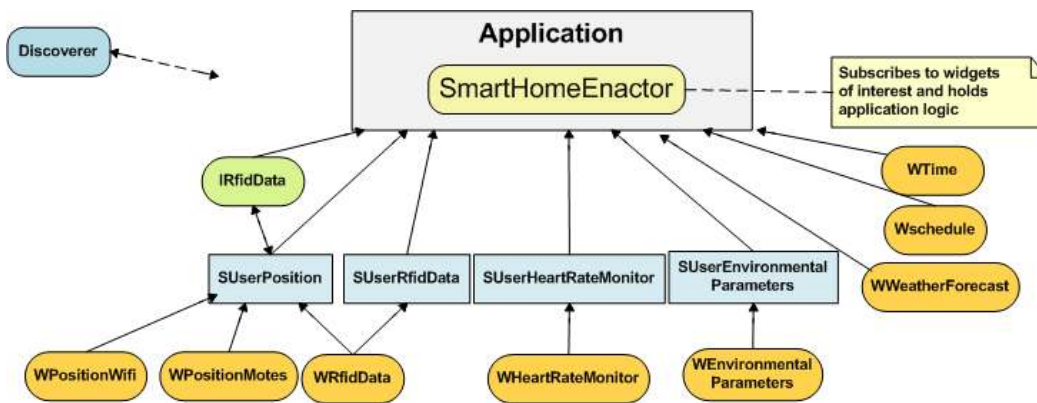 Application
Discoverer
SmartHomeEnactor
Subscribes to widgets
of interest and holds
application logic
IRfidData
WTime
Wschedule
SUserPosition
SUserRfidData
SUserHeartRateMonitor
SUserEnvironmental
Parameters
WWeatherForecast
WPositionWifi
WPositionMotes
WRfidData
WHeartRateMonitor
WEnvironmental
Parameters